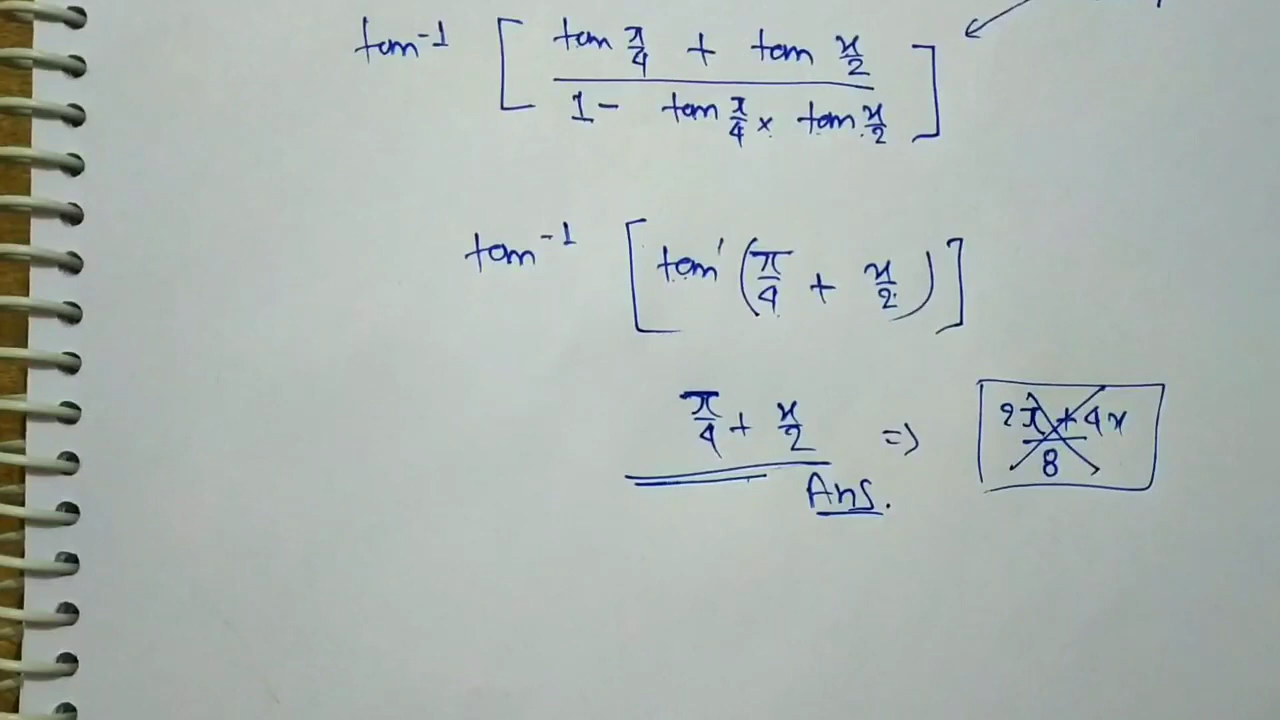 tan⁻¹ [ (tan π/4 + tan x/2) / (1 - tan π/4 × tan x/2) ]
tan⁻¹ [ tan' (π/4 + x/2) ]
π/4 + x/2 => 2π + 4x / 8
Ans.